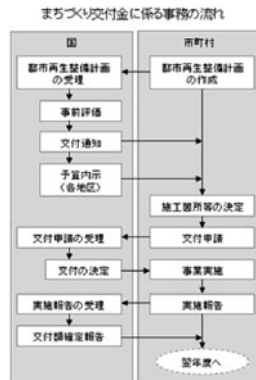 まちづくり交付金に係る事務の流れ
国
市町村
都市再生整備計画
の受理
都市再生整備計画
の作成
事前評価
交付通知
予算内示
(各地区)
施工箇所等の決定
交付申請の受理
交付申請
交付の決定
事業実施
実施報告の受理
実施報告
交付額確定報告
翌年度へ